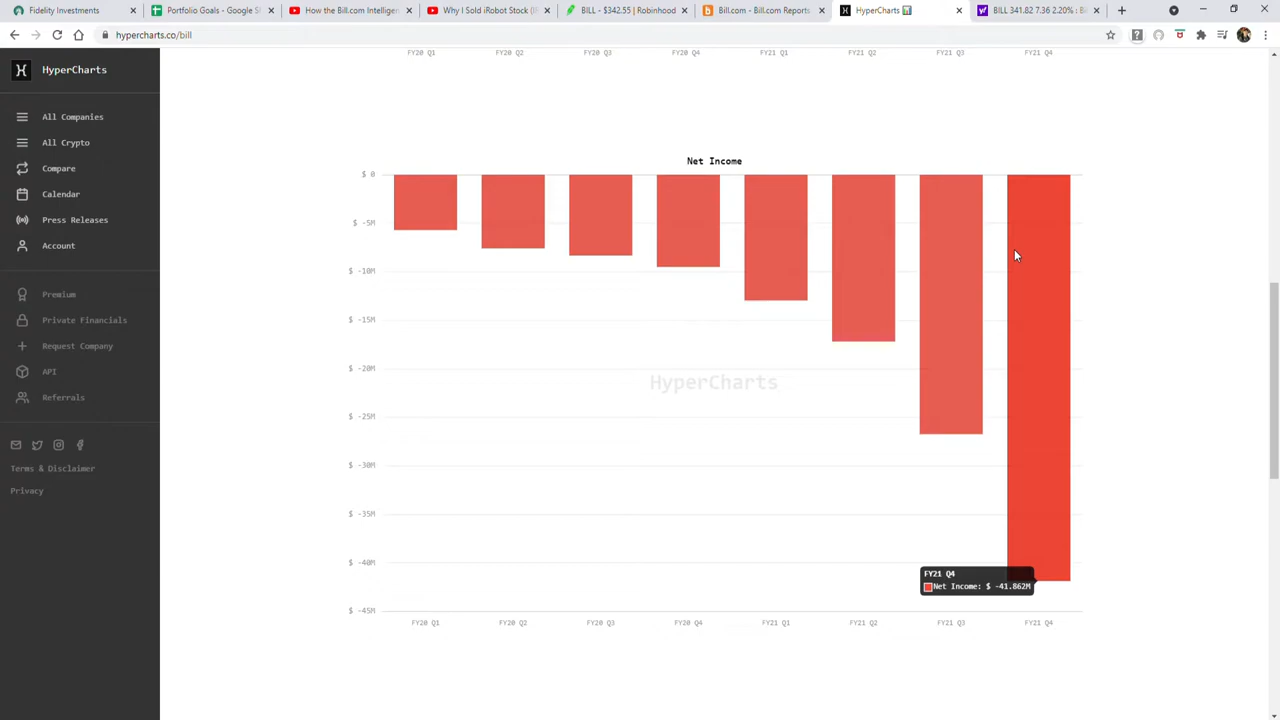 Fidelity Investments
Portfolio Goals - Google S
How the Bill.com Intelligen
Why I Sold iRobot Stock (IR
BILL - $342.55 | Robinhood
Bill.com - Bill.com Reports
HyperCharts
BILL 341.82 7.36 2.20% : B
hypercharts.co/bill
HyperCharts
All Companies
All Crypto
Compare
Calendar
Press Releases
Account
Premium
Private Financials
Request Company
API
Referrals
Terms & Disclaimer
Privacy
FY20 Q1 FY20 Q2 FY20 Q3 FY20 Q4 FY21 Q1 FY21 Q2 FY21 Q3 FY21 Q4
Net Income
$ 0
$ -5M
$ -10M
$ -15M
$ -20M
$ -25M
$ -30M
$ -35M
$ -40M
$ -45M
HyperCharts
FY21 Q4
Net Income: $ -41.862M
FY20 Q1 FY20 Q2 FY20 Q3 FY20 Q4 FY21 Q1 FY21 Q2 FY21 Q3 FY21 Q4